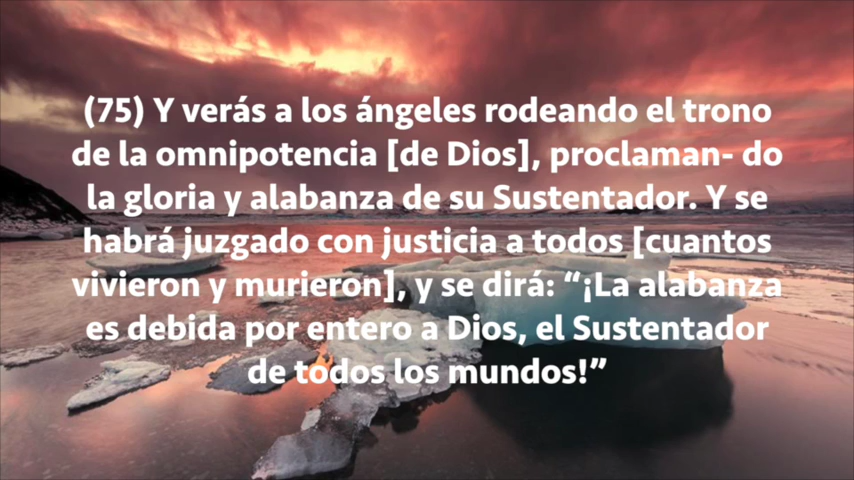 (75) Y verás a los ángeles rodeando el trono
de la omnipotencia [de Dios], proclaman- do
la gloria y alabanza de su Sustentador. Y se
habrá juzgado con justicia a todos [cuantos
vivieron y murieron], y se dirá: “¡La alabanza
es debida por entero a Dios, el Sustentador
de todos los mundos!”